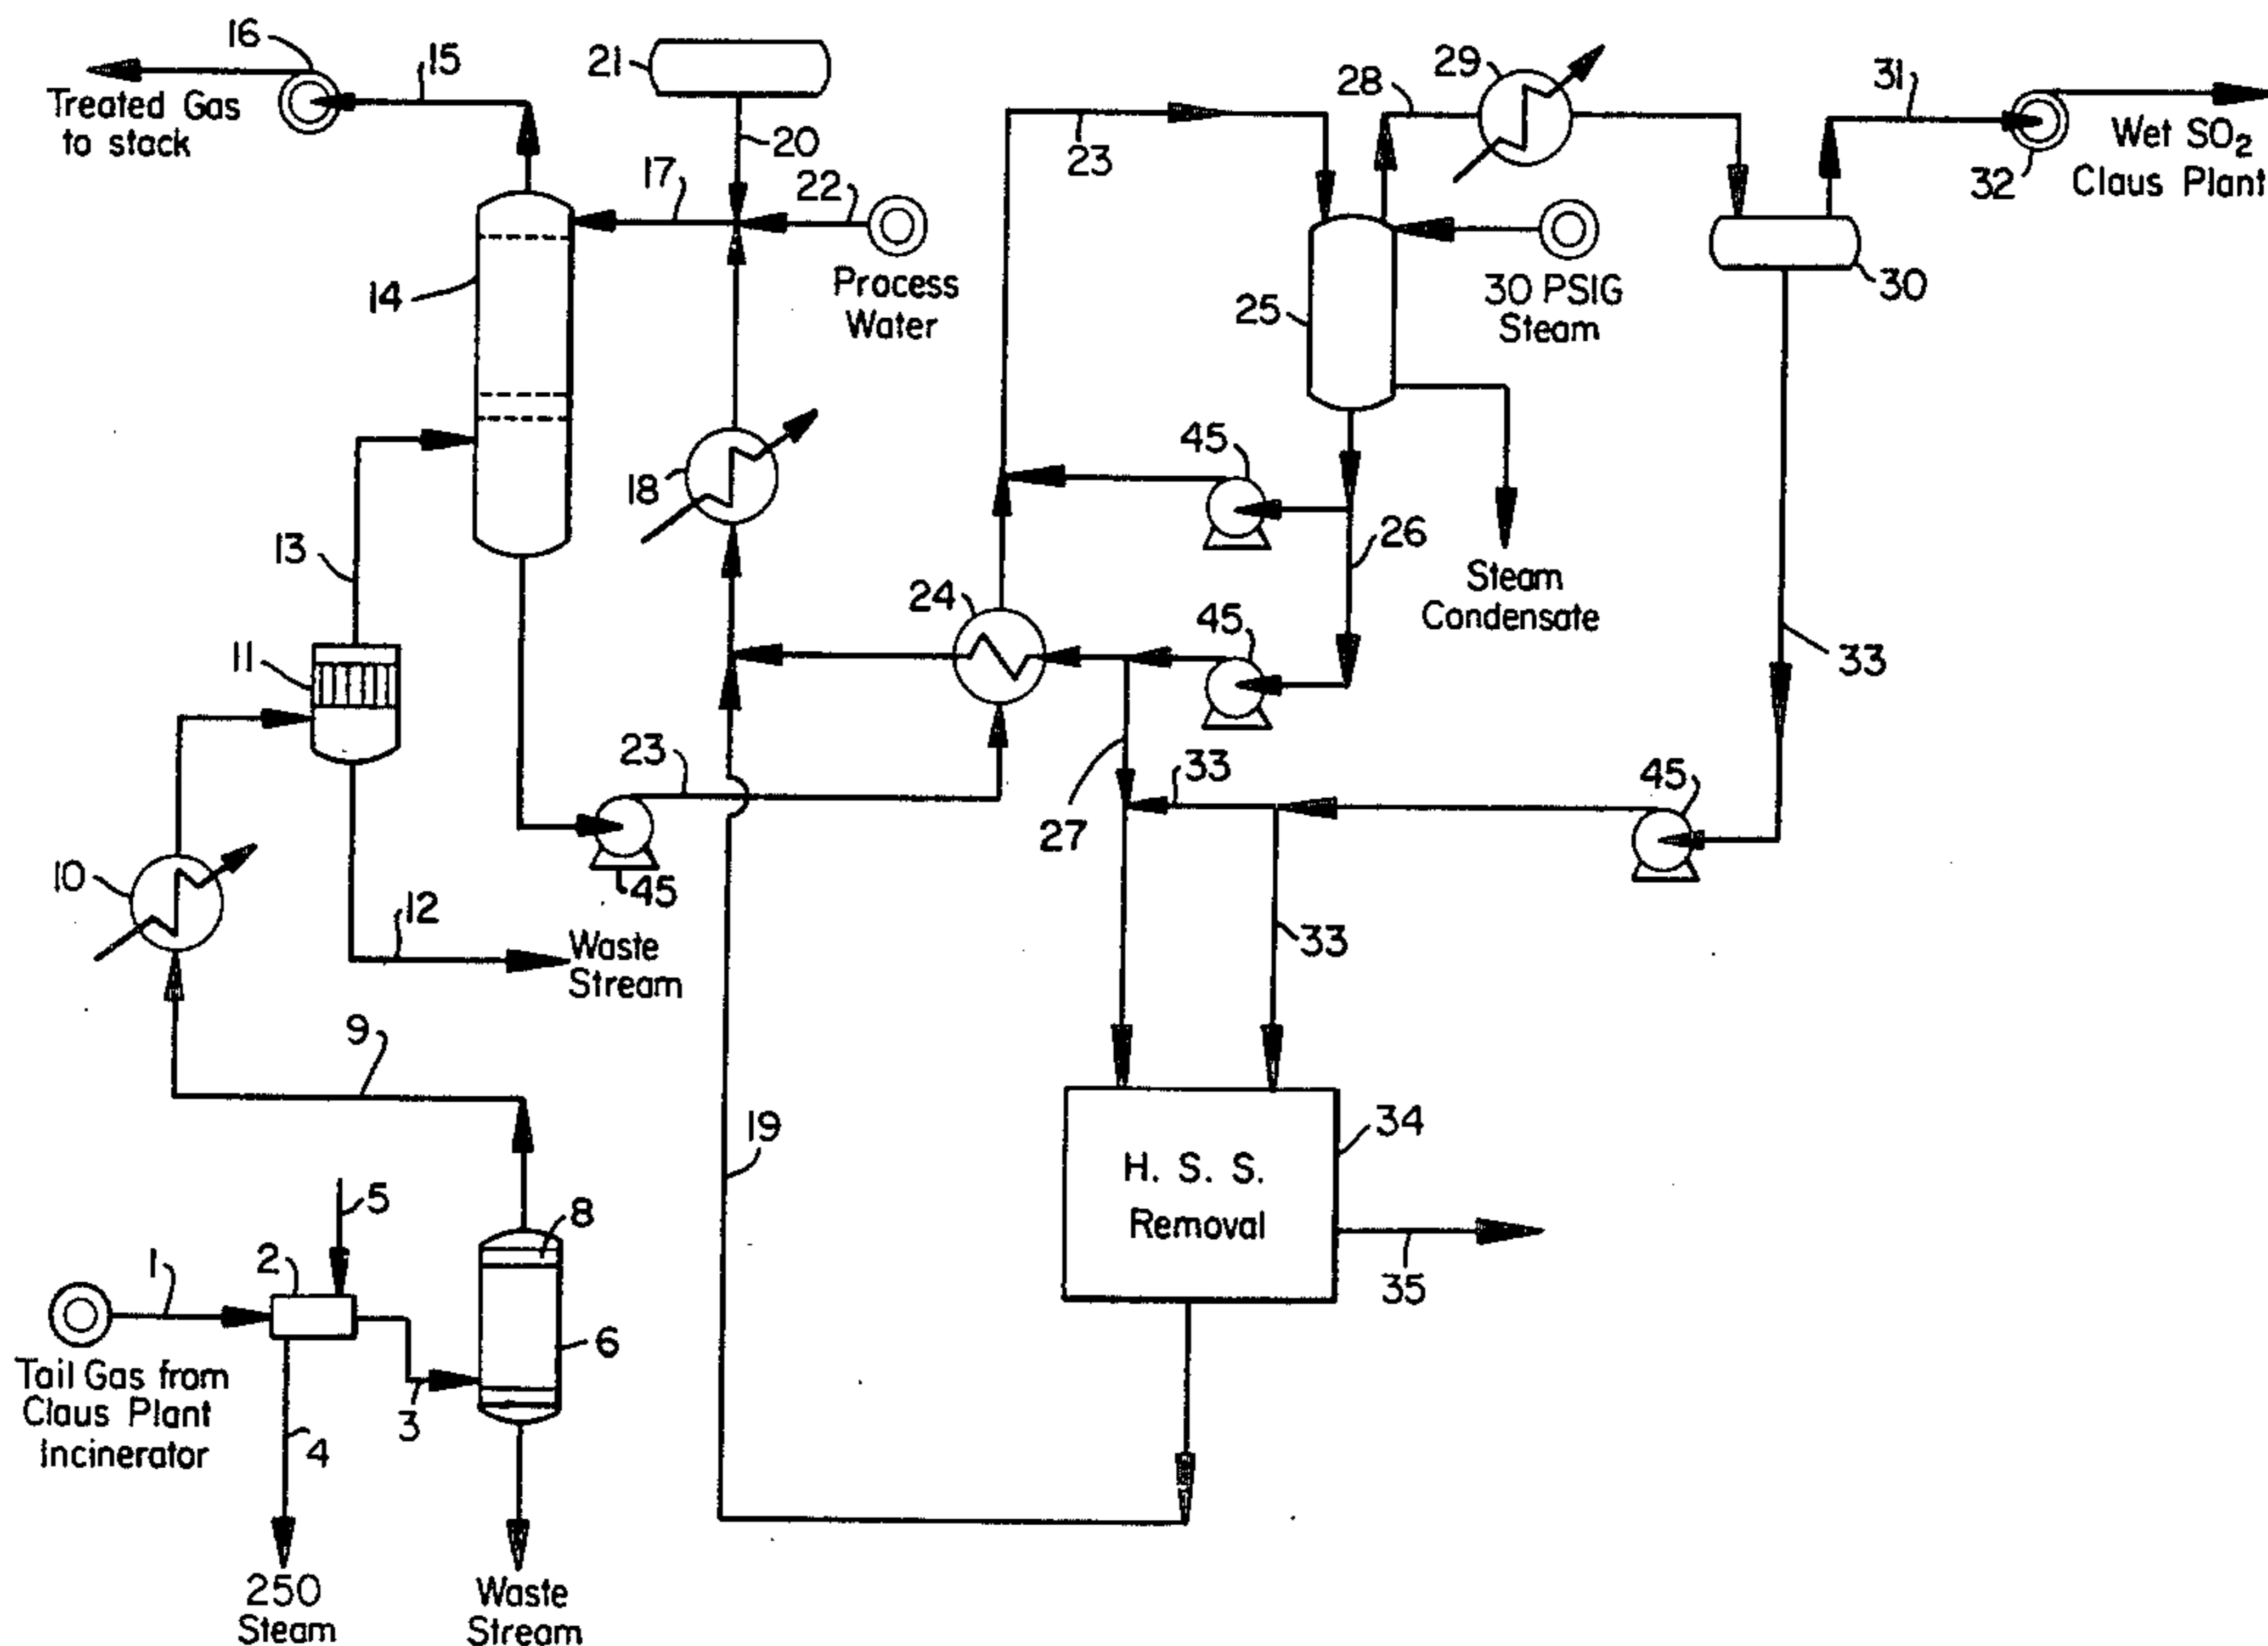 16
15
Treated Gas
to stack
21
20
17
22
Process
Water
14
18
13
11
10
12
Waste
Stream
9
23
45
19
24
23
28
29
30 PSIG
Steam
25
45
26
Steam
Condensate
45
31
32
Wet SO2
Claus Plant
30
33
45
27
33
33
H. S. S.
Removal
34
35
5
8
1
2
6
3
4
Tail Gas from
Claus Plant
Incinerator
250
Steam
Waste
Stream